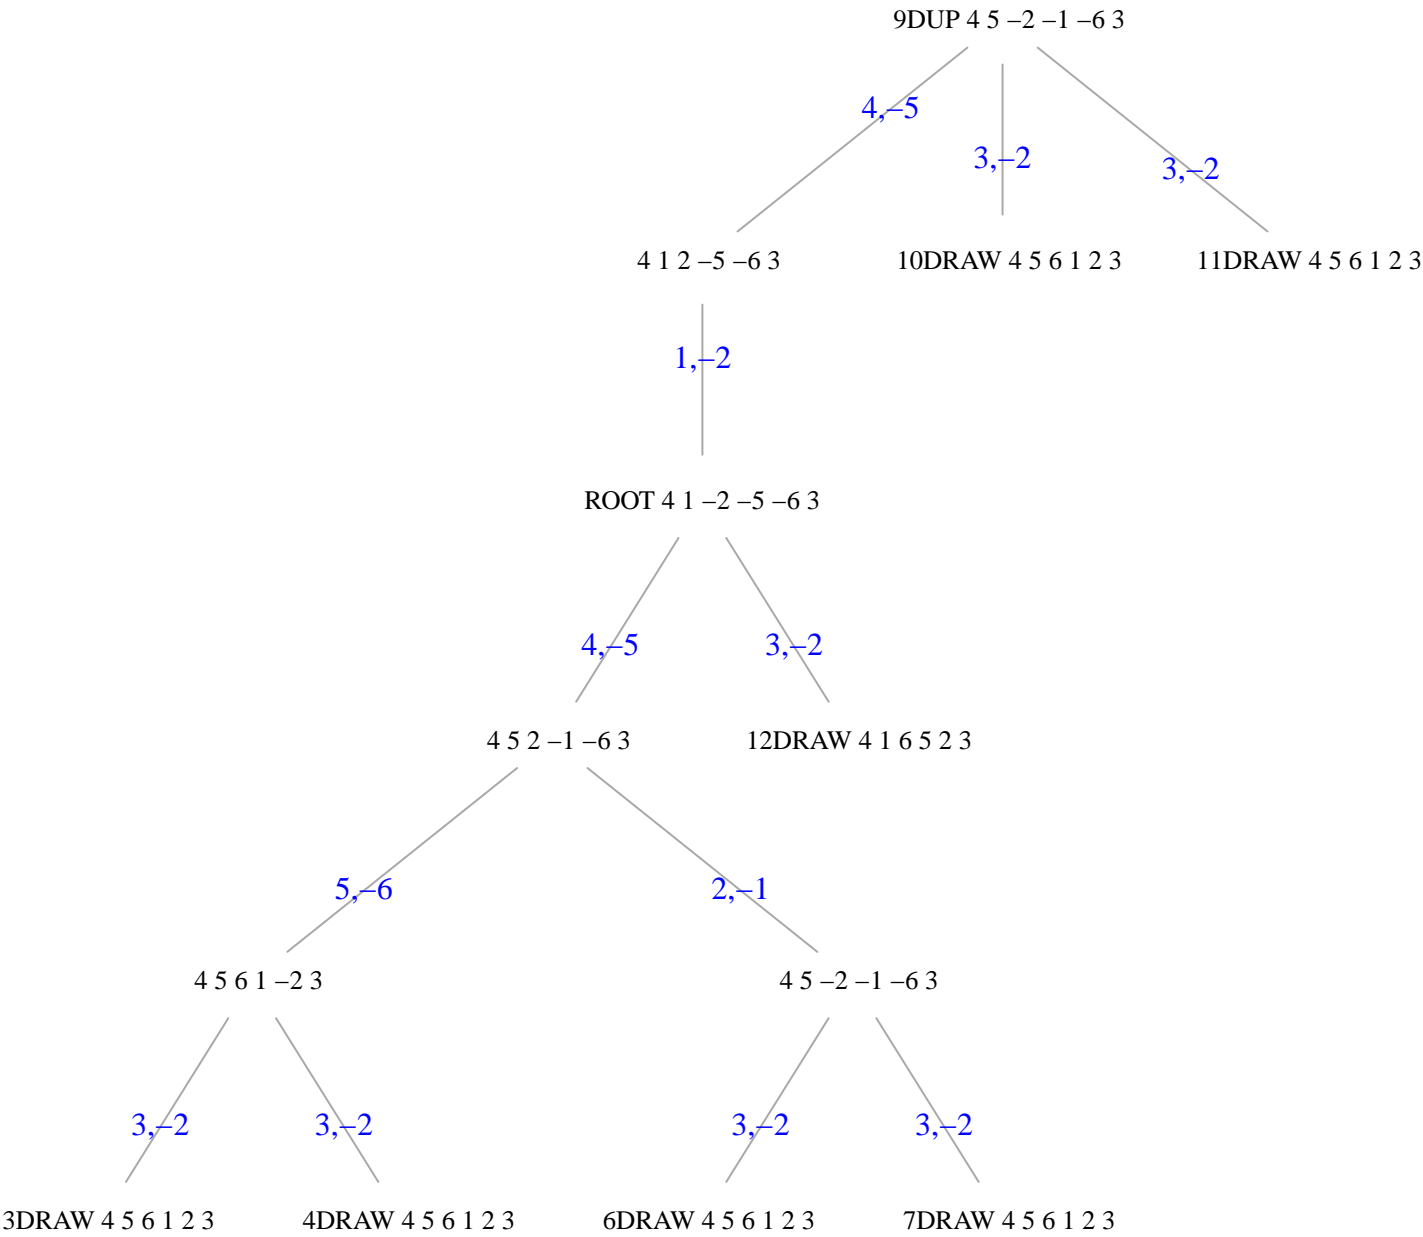 9DUP 4 5 –2 –1 –6 3
4,–5
3,–2
3,–2
4 1 2 –5 –6 3
10DRAW 4 5 6 1 2 3
11DRAW 4 5 6 1 2 3
1,–2
ROOT 4 1 –2 –5 –6 3
4,–5
3,–2
4 5 2 –1 –6 3
12DRAW 4 1 6 5 2 3
5,–6
2,–1
4 5 6 1 –2 3
4 5 –2 –1 –6 3
3,–2
3,–2
3,–2
3,–2
3DRAW 4 5 6 1 2 3
4DRAW 4 5 6 1 2 3
6DRAW 4 5 6 1 2 3
7DRAW 4 5 6 1 2 3